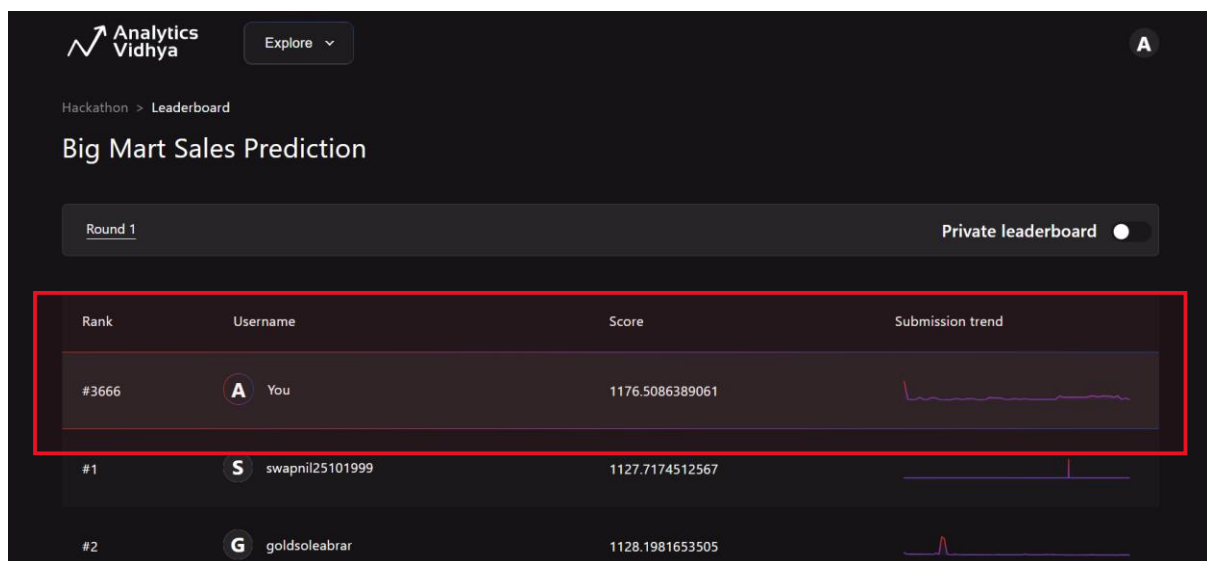 Analytics
Vidhya
Explore
A
Hackathon > Leaderboard
Big Mart Sales Prediction
Round 1
Private leaderboard
Rank Username Score Submission trend
#3666 A You 1176.5086389061
#1 S swapnil25101999 1127.7174512567
#2 G goldsoleabrar 1128.1981653505